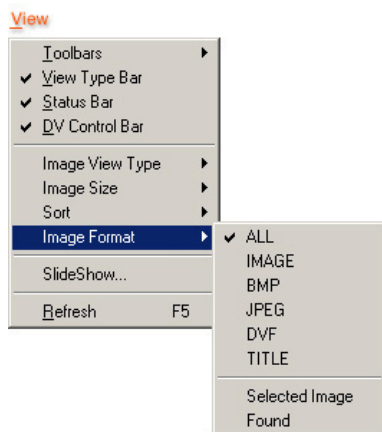 View
Toolbars
View Type Bar
Status Bar
DV Control Bar
Image View Type
Image Size
Sort
Image Format
SlideShow...
Refresh F5
ALL
IMAGE
BMP
JPEG
DVF
TITLE
Selected Image
Found